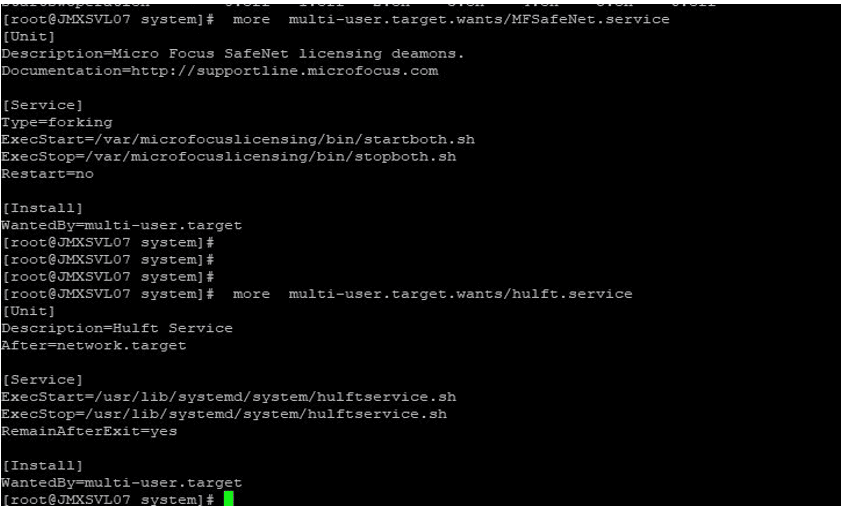 [root@JMXSVL07 system]#  more  multi-user.target.wants/MFSafeNet.service
[Unit]
Description=Micro Focus SafeNet licensing deamons.
Documentation=http://supportline.microfocus.com
[Service]
Type=forking
ExecStart=/var/microfocuslicensing/bin/startboth.sh
ExecStop=/var/microfocuslicensing/bin/stopboth.sh
Restart=no
[Install]
WantedBy=multi-user.target
[root@JMXSVL07 system]#
[root@JMXSVL07 system]#
[root@JMXSVL07 system]#
[root@JMXSVL07 system]#  more  multi-user.target.wants/hulft.service
[Unit]
Description=Hulft Service
After=network.target
[Service]
ExecStart=/usr/lib/systemd/system/hulftservice.sh
ExecStop=/usr/lib/systemd/system/hulftservice.sh
RemainAfterExit=yes
[Install]
WantedBy=multi-user.target
[root@JMXSVL07 system]#